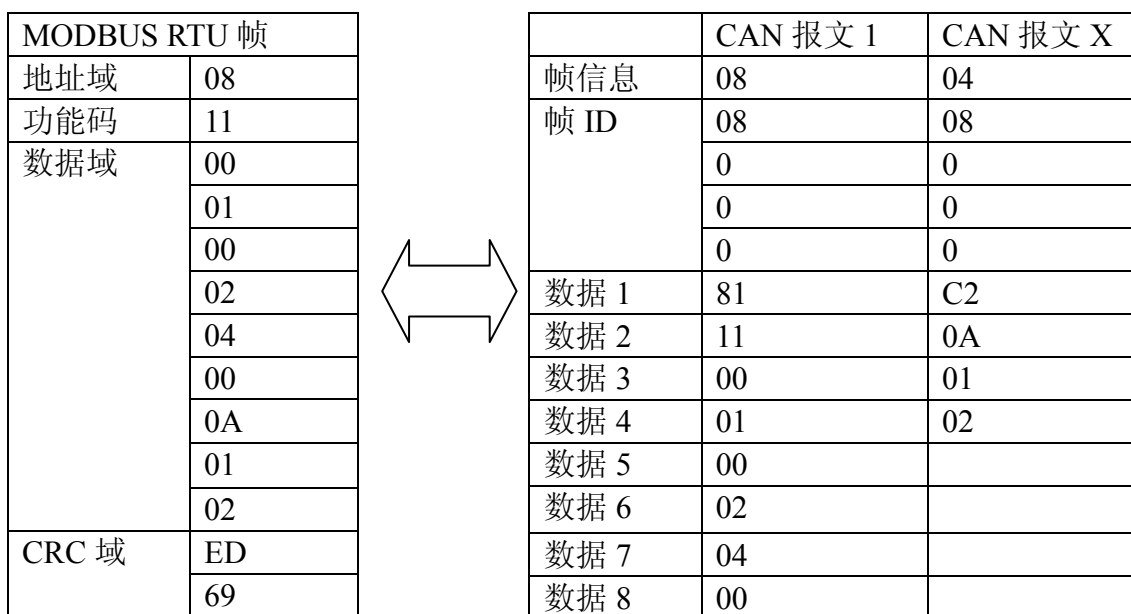 MODBUS RTU 帧
地址域 08
功能码 11
数据域 00
01
00
02
04
00
0A
01
02
CRC 域 ED
69
CAN 报文 1 CAN 报文 X
帧信息 08 04
帧 ID 08 08
0 0
0 0
0 0
数据 1 81 C2
数据 2 11 0A
数据 3 00 01
数据 4 01 02
数据 5 00
数据 6 02
数据 7 04
数据 8 00